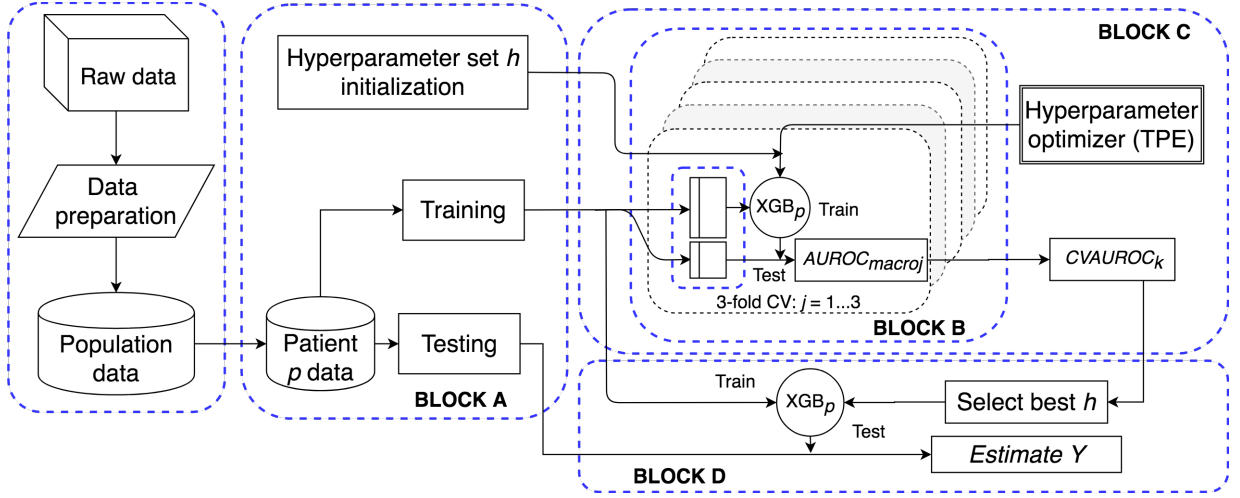 Raw data
Data
preparation
Population
data
Hyperparameter set h
initialization
Training
Patient
p data
Testing
BLOCK A
BLOCK C
Hyperparameter
optimizer (TPE)
XGBp
Train
Test
AUROCmacroj
3-fold CV: j = 1...3
BLOCK B
CVAUROCk
Train
XGBp
Select best h
Test
Estimate Y
BLOCK D